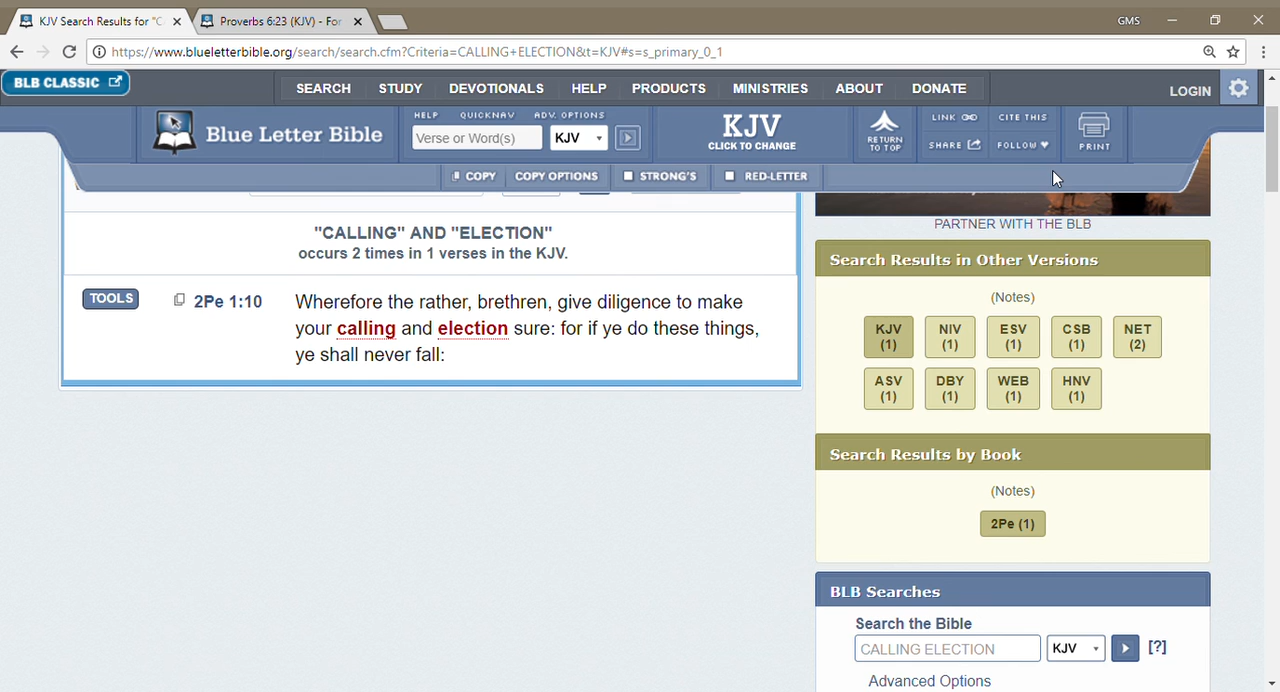 KJV Search Results for "C
Proverbs 6:23 (KJV) - For
GMS
https://www.blueletterbible.org/search/search.cfm?Criteria=CALLING+ELECTION&t=KJV#s=s_primary_0_1
BLB CLASSIC
SEARCH STUDY DEVOTIONALS HELP PRODUCTS MINISTRIES ABOUT DONATE
LOGIN
Blue Letter Bible
HELP QUICKNAV ADV. OPTIONS
Verse or Word(s) KJV
KJV
CLICK TO CHANGE
RETURN
TO TOP
LINK CITE THIS
SHARE FOLLOW
PRINT
COPY COPY OPTIONS STRONG'S RED-LETTER
"CALLING" AND "ELECTION"
occurs 2 times in 1 verses in the KJV.
TOOLS
2Pe 1:10
Wherefore the rather, brethren, give diligence to make
your calling and election sure: for if ye do these things,
ye shall never fall:
PARTNER WITH THE BLB
Search Results in Other Versions
(Notes)
KJV (1) NIV (1) ESV (1) CSB (1) NET (2)
ASV (1) DBY (1) WEB (1) HNV (1)
Search Results by Book
(Notes)
2Pe (1)
BLB Searches
Search the Bible
CALLING ELECTION KJV [?]
Advanced Options